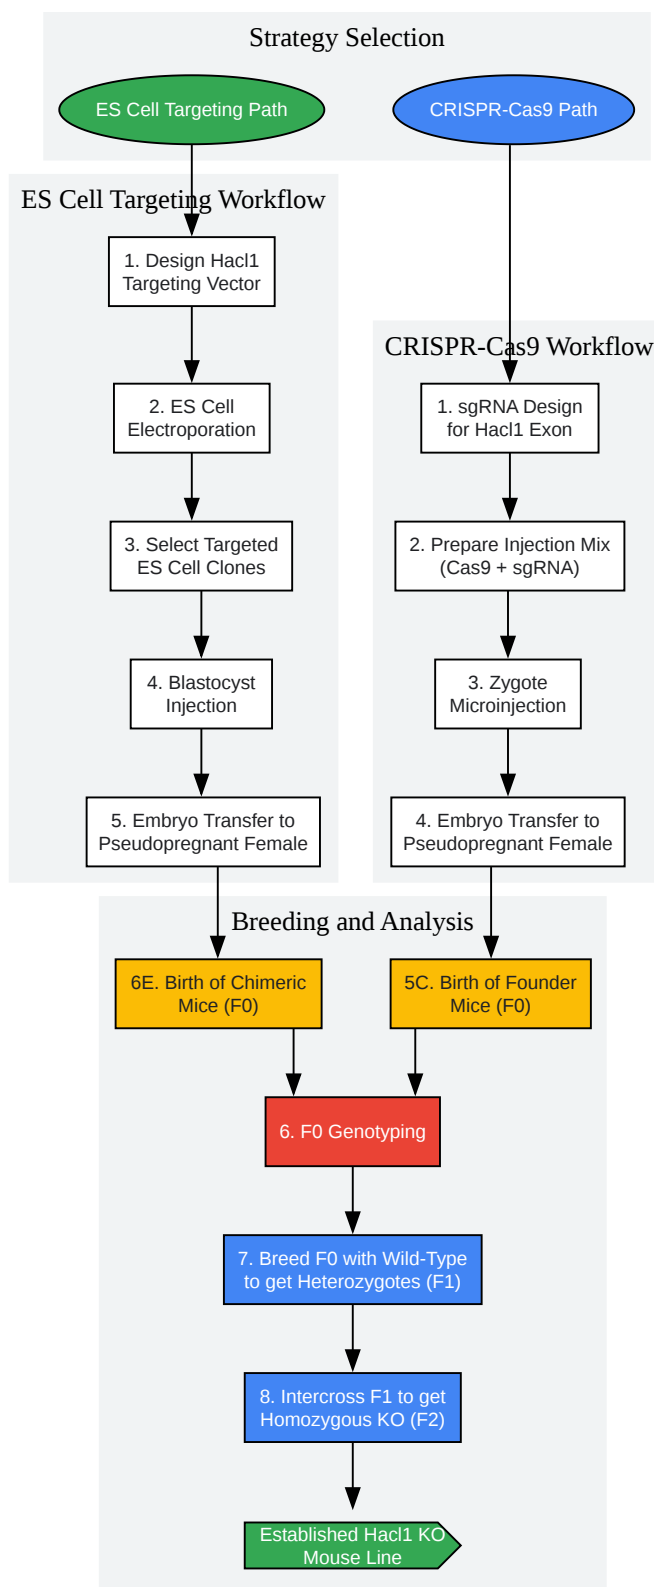 Strategy Selection
ES Cell Targeting Path
CRISPR-Cas9 Path
ES Cell Targeting Workflow
1. Design Hacl1
Targeting Vector
2. ES Cell
Electroporation
3. Select Targeted
ES Cell Clones
4. Blastocyst
Injection
5. Embryo Transfer to
Pseudopregnant Female
CRISPR-Cas9 Workflow
1. sgRNA Design
for Hacl1 Exon
2. Prepare Injection Mix
(Cas9 + sgRNA)
3. Zygote
Microinjection
4. Embryo Transfer to
Pseudopregnant Female
Breeding and Analysis
6E. Birth of Chimeric
Mice (F0)
5C. Birth of Founder
Mice (F0)
6. F0 Genotyping
7. Breed F0 with Wild-Type
to get Heterozygotes (F1)
8. Intercross F1 to get
Homozygous KO (F2)
Established Hacl1 KO
Mouse Line